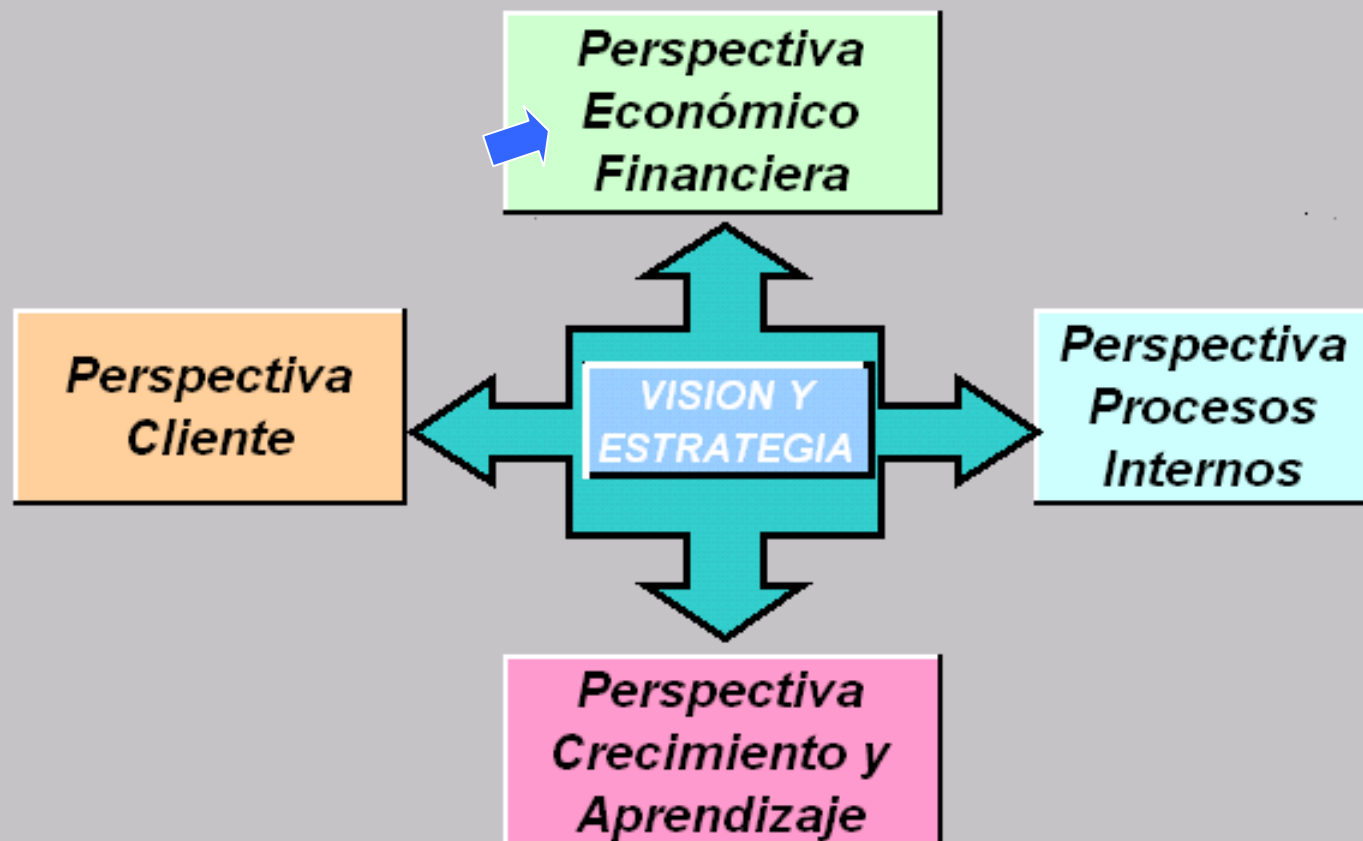 Perspectiva
Económico
Financiera
Perspectiva
Cliente
VISION Y
ESTRATEGIA
Perspectiva
Procesos
Internos
Perspectiva
Crecimiento y
Aprendizaje